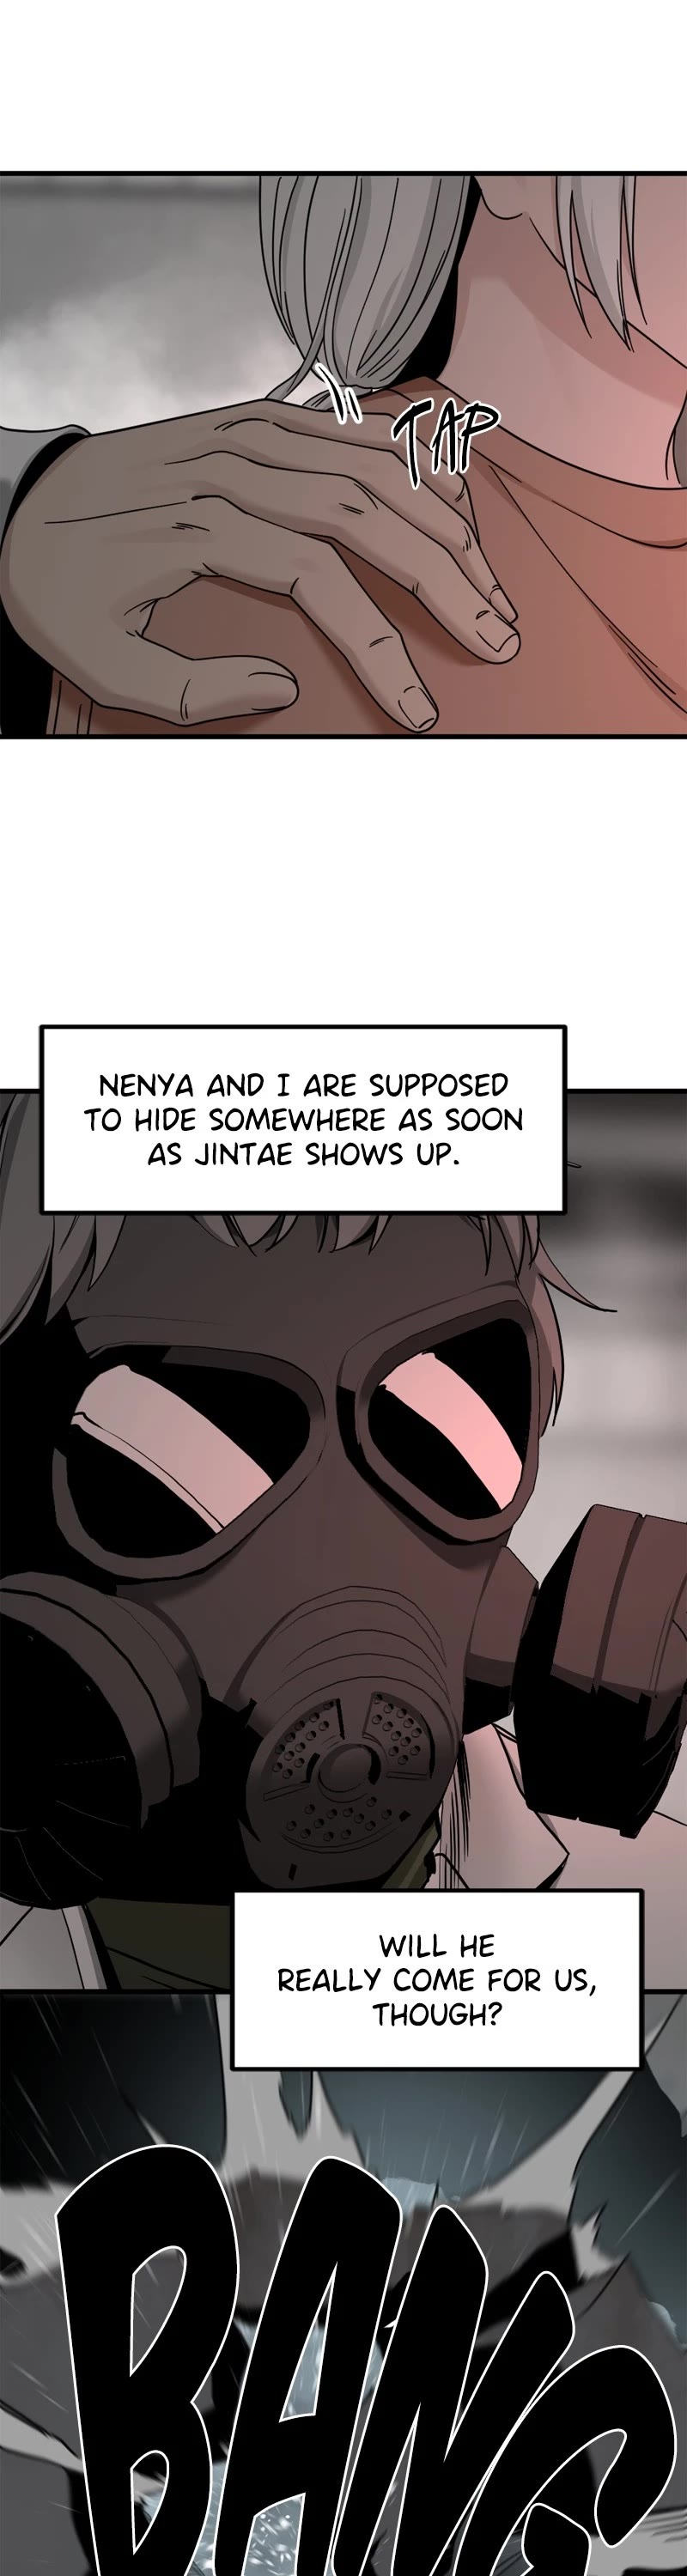 TAP
NENYA AND I ARE SUPPOSED
TO HIDE SOMEWHERE AS SOON
AS JINTAE SHOWS UP.
WILL HE
REALLY COME FOR US,
THOUGH?
BANG